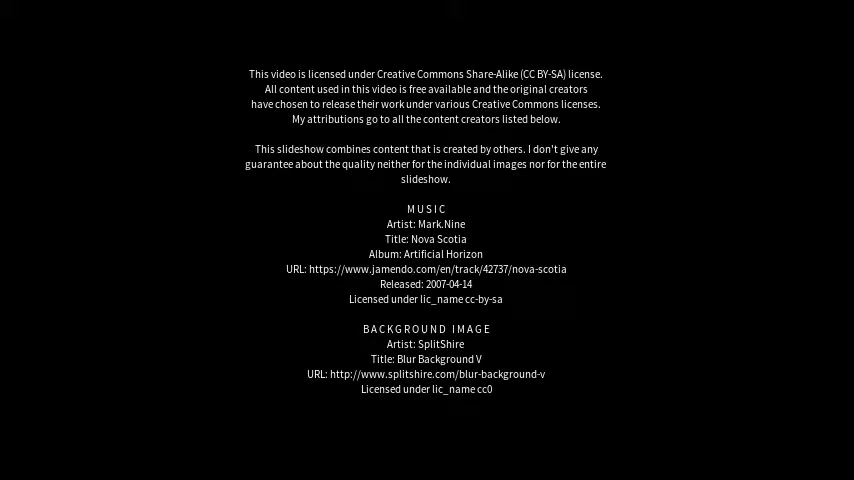 This video is licensed under Creative Commons Share-Alike (CC BY-SA) license.
All content used in this video is free available and the original creators
have chosen to release their work under various Creative Commons licenses.
My attributions go to all the content creators listed below.
This slideshow combines content that is created by others. I don't give any
guarantee about the quality neither for the individual images nor for the entire
slideshow.
MUSIC
Artist: Mark.Nine
Title: Nova Scotia
Album: Artificial Horizon
URL: https://www.jamendo.com/en/track/42737/nova-scotia
Released: 2007-04-14
Licensed under lic_name cc-by-sa
BACKGROUND IMAGE
Artist: SplitShire
Title: Blur Background V
URL: http://www.splitshire.com/blur-background-v
Licensed under lic_name cc0